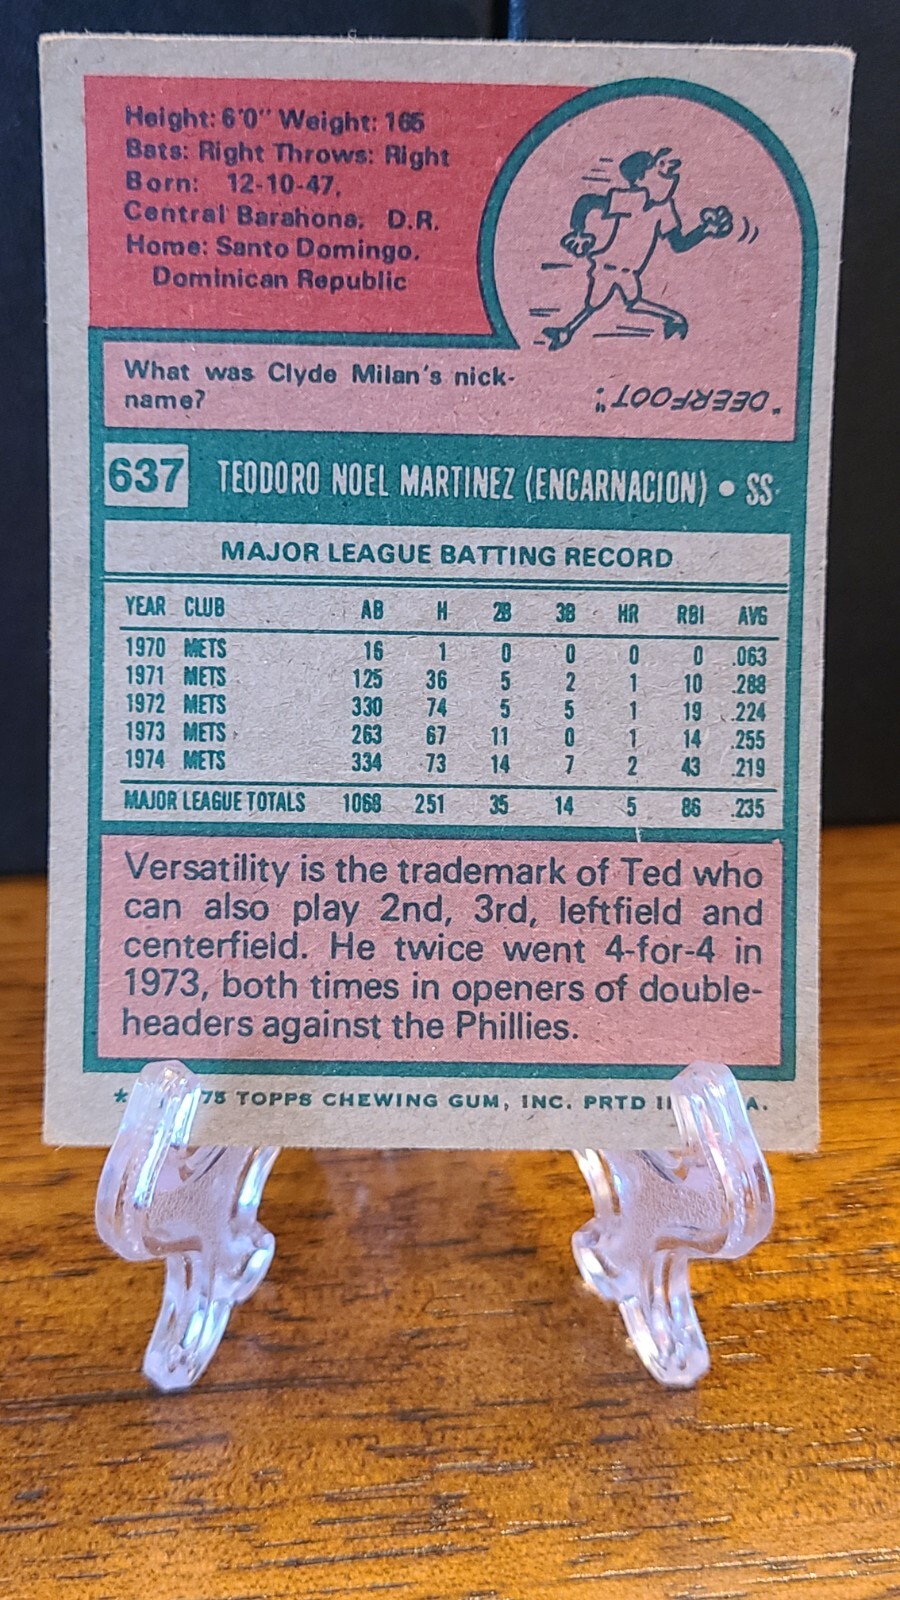 Height: 6'0" Weight: 165
Bats: Right Throws: Right
Born: 12-10-47,
Central Barahona, D.R.
Home: Santo Domingo,
Dominican Republic
What was Clyde Milan's nick-
name?
"DEERFOOT".
637 TEODORO NOEL MARTINEZ (ENCARNACION) • SS
MAJOR LEAGUE BATTING RECORD
YEAR CLUB AB H 2B 3B HR RBI AVG
1970 METS 16 1 0 0 0 0 .063
1971 METS 125 36 5 2 1 10 .288
1972 METS 330 74 5 5 1 19 .224
1973 METS 263 67 11 0 1 14 .255
1974 METS 334 73 14 7 2 43 .219
MAJOR LEAGUE TOTALS 1068 251 35 14 5 86 .235
Versatility is the trademark of Ted who
can also play 2nd, 3rd, leftfield and
centerfield. He twice went 4-for-4 in
1973, both times in openers of double-
headers against the Phillies.
* 75 TOPPS CHEWING GUM, INC. PRTD A.